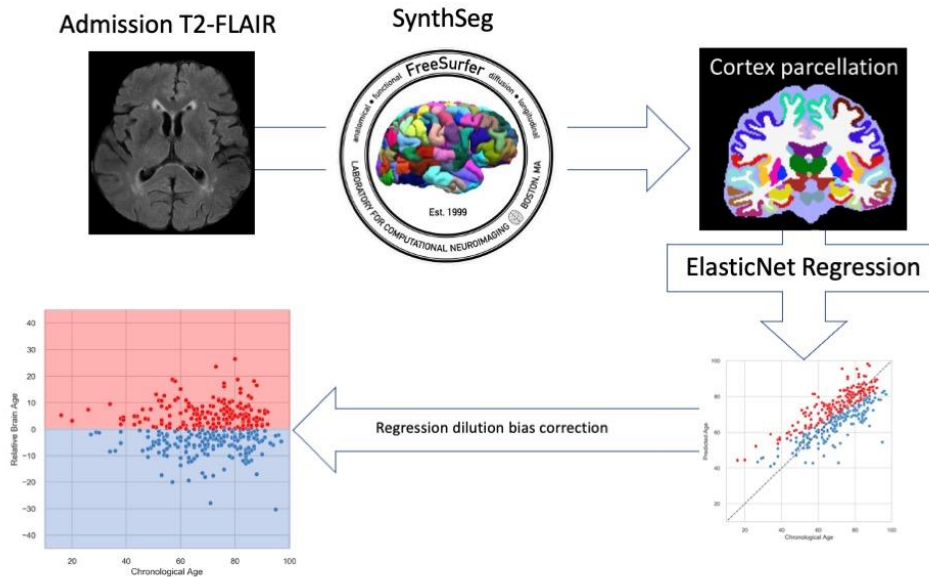 Admission T2-FLAIR
SynthSeg
FreeSurfer
anatomical • functional
diffusion • longitudinal
Est. 1999
LABORATORY FOR COMPUTATIONAL NEUROIMAGING
BOSTON, MA
Cortex parcellation
ElasticNet Regression
Regression dilution bias correction
Relative Brain Age
40
30
20
10
0
−10
−20
−30
−40
20 40 60 80 100
Chronological Age
Predicted Age
100
80
60
40
20
20 40 60 80 100
Chronological Age